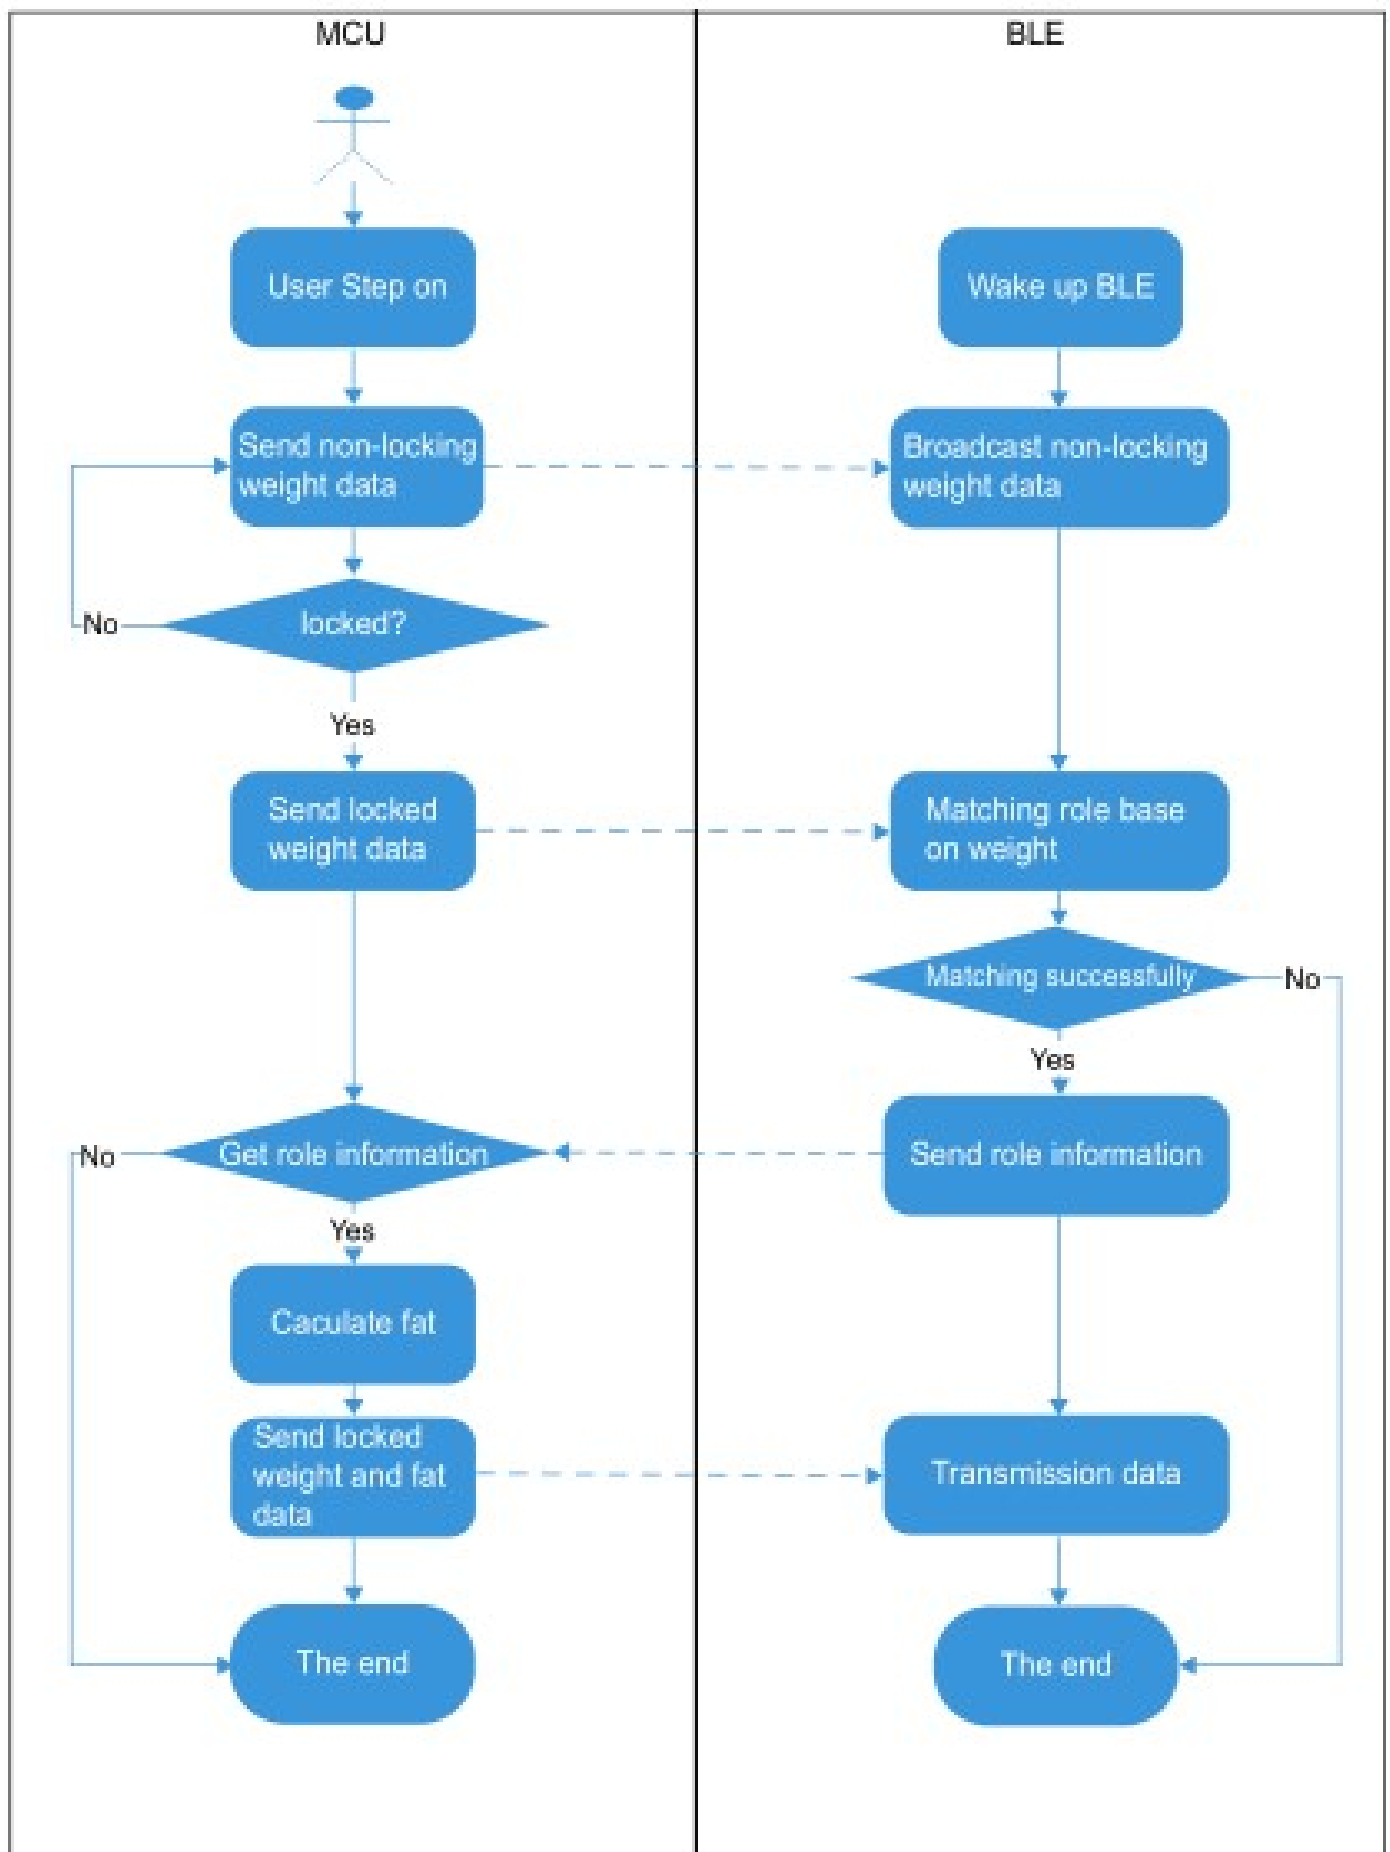 MCU
BLE
User Step on
Wake up BLE
Send non-locking
weight data
Broadcast non-locking
weight data
No
locked?
Yes
Send locked
weight data
Matching role base
on weight
Matching successfully
No
Yes
No
Get role information
Send role information
Yes
Caculate fat
Send locked
weight and fat
data
Transmission data
The end
The end